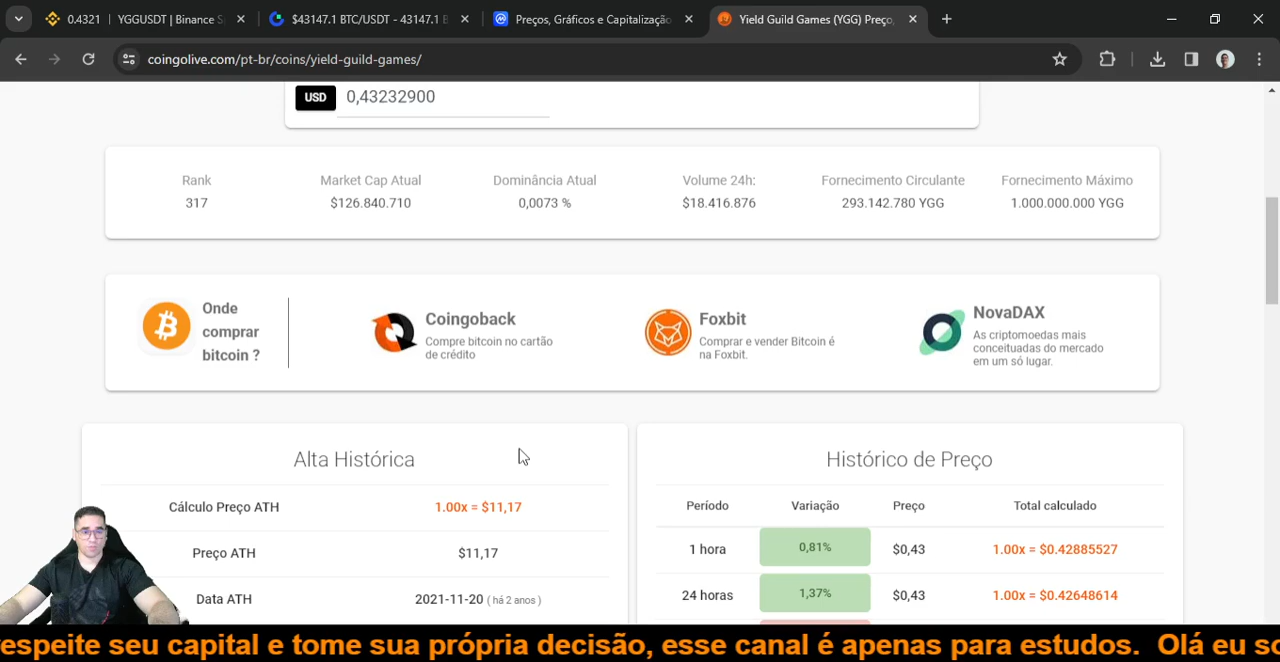 0.4321 | YGGUSDT | Binance S
$43147.1 BTC/USDT - 43147.1 B
Preços, Gráficos e Capitalização
Yield Guild Games (YGG) Preço,
coingolive.com/pt-br/coins/yield-guild-games/
USD 0,43232900
Rank Market Cap Atual Dominância Atual Volume 24h: Fornecimento Circulante Fornecimento Máximo
317 $126.840.710 0,0073 % $18.416.876 293.142.780 YGG 1.000.000.000 YGG
Onde
comprar
bitcoin ?
Coingoback
Compre bitcoin no cartão
de crédito
Foxbit
Comprar e vender Bitcoin é
na Foxbit.
NovaDAX
As criptomoedas mais
conceituadas do mercado
em um só lugar.
Alta Histórica
Cálculo Preço ATH 1.00x = $11,17
Preço ATH $11,17
Data ATH 2021-11-20 ( há 2 anos )
Histórico de Preço
Período Variação Preço Total calculado
1 hora 0,81% $0,43 1.00x = $0.42885527
24 horas 1,37% $0,43 1.00x = $0.42648614
espeite seu capital e tome sua própria decisão, esse canal é apenas para estudos. Olá eu so